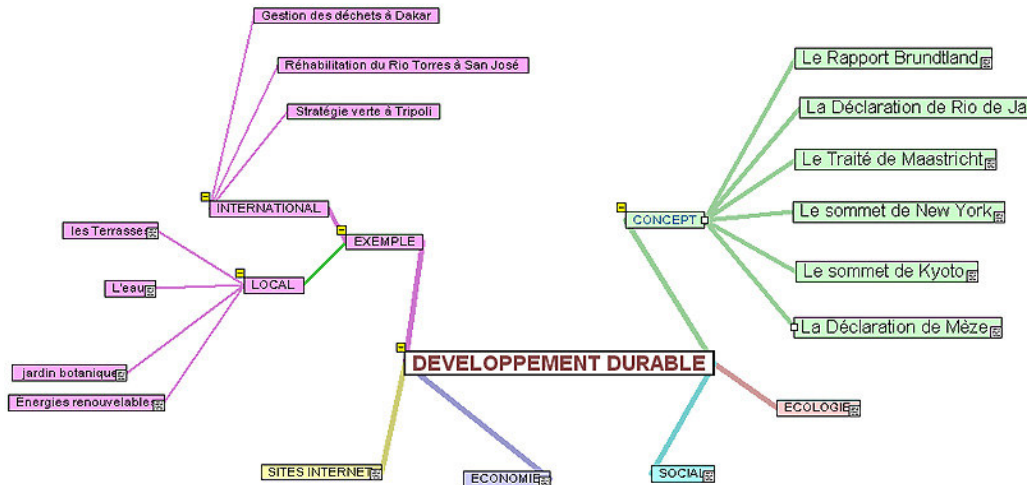 Gestion des déchets à Dakar
Réhabilitation du Rio Torres à San José
Stratégie verte à Tripoli
INTERNATIONAL
EXEMPLE
les Terrasses
L'eau
LOCAL
jardin botanique
Energies renouvelables
Le Rapport Brundtland
La Déclaration de Rio de Ja
Le Traité de Maastricht
CONCEPT
Le sommet de New York
Le sommet de Kyoto
La Déclaration de Mèze
DEVELOPPEMENT DURABLE
ECOLOGIE
SITES INTERNET
ECONOMIE
SOCIAL